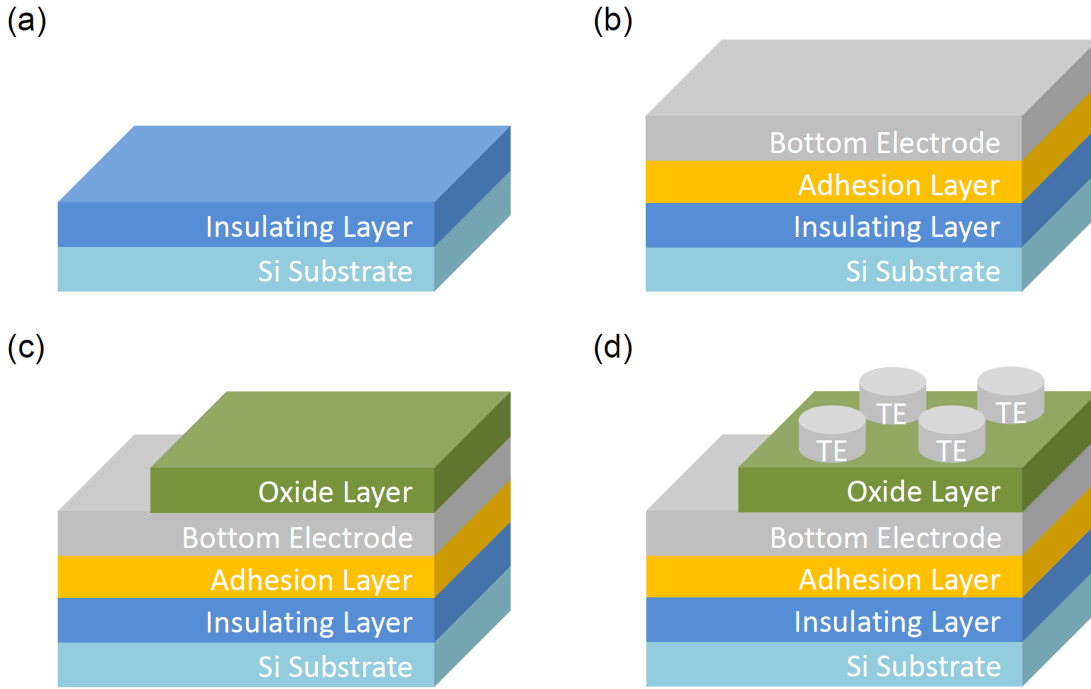 (a)
Insulating Layer
Si Substrate
(b)
Bottom Electrode
Adhesion Layer
Insulating Layer
Si Substrate
(c)
Oxide Layer
Bottom Electrode
Adhesion Layer
Insulating Layer
Si Substrate
(d)
TE
TE
TE
TE
Oxide Layer
Bottom Electrode
Adhesion Layer
Insulating Layer
Si Substrate